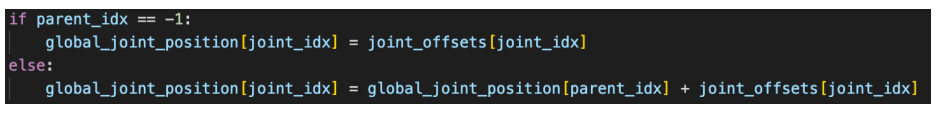 if parent_idx == -1:
    global_joint_position[joint_idx] = joint_offsets[joint_idx]
else:
    global_joint_position[joint_idx] = global_joint_position[parent_idx] + joint_offsets[joint_idx]